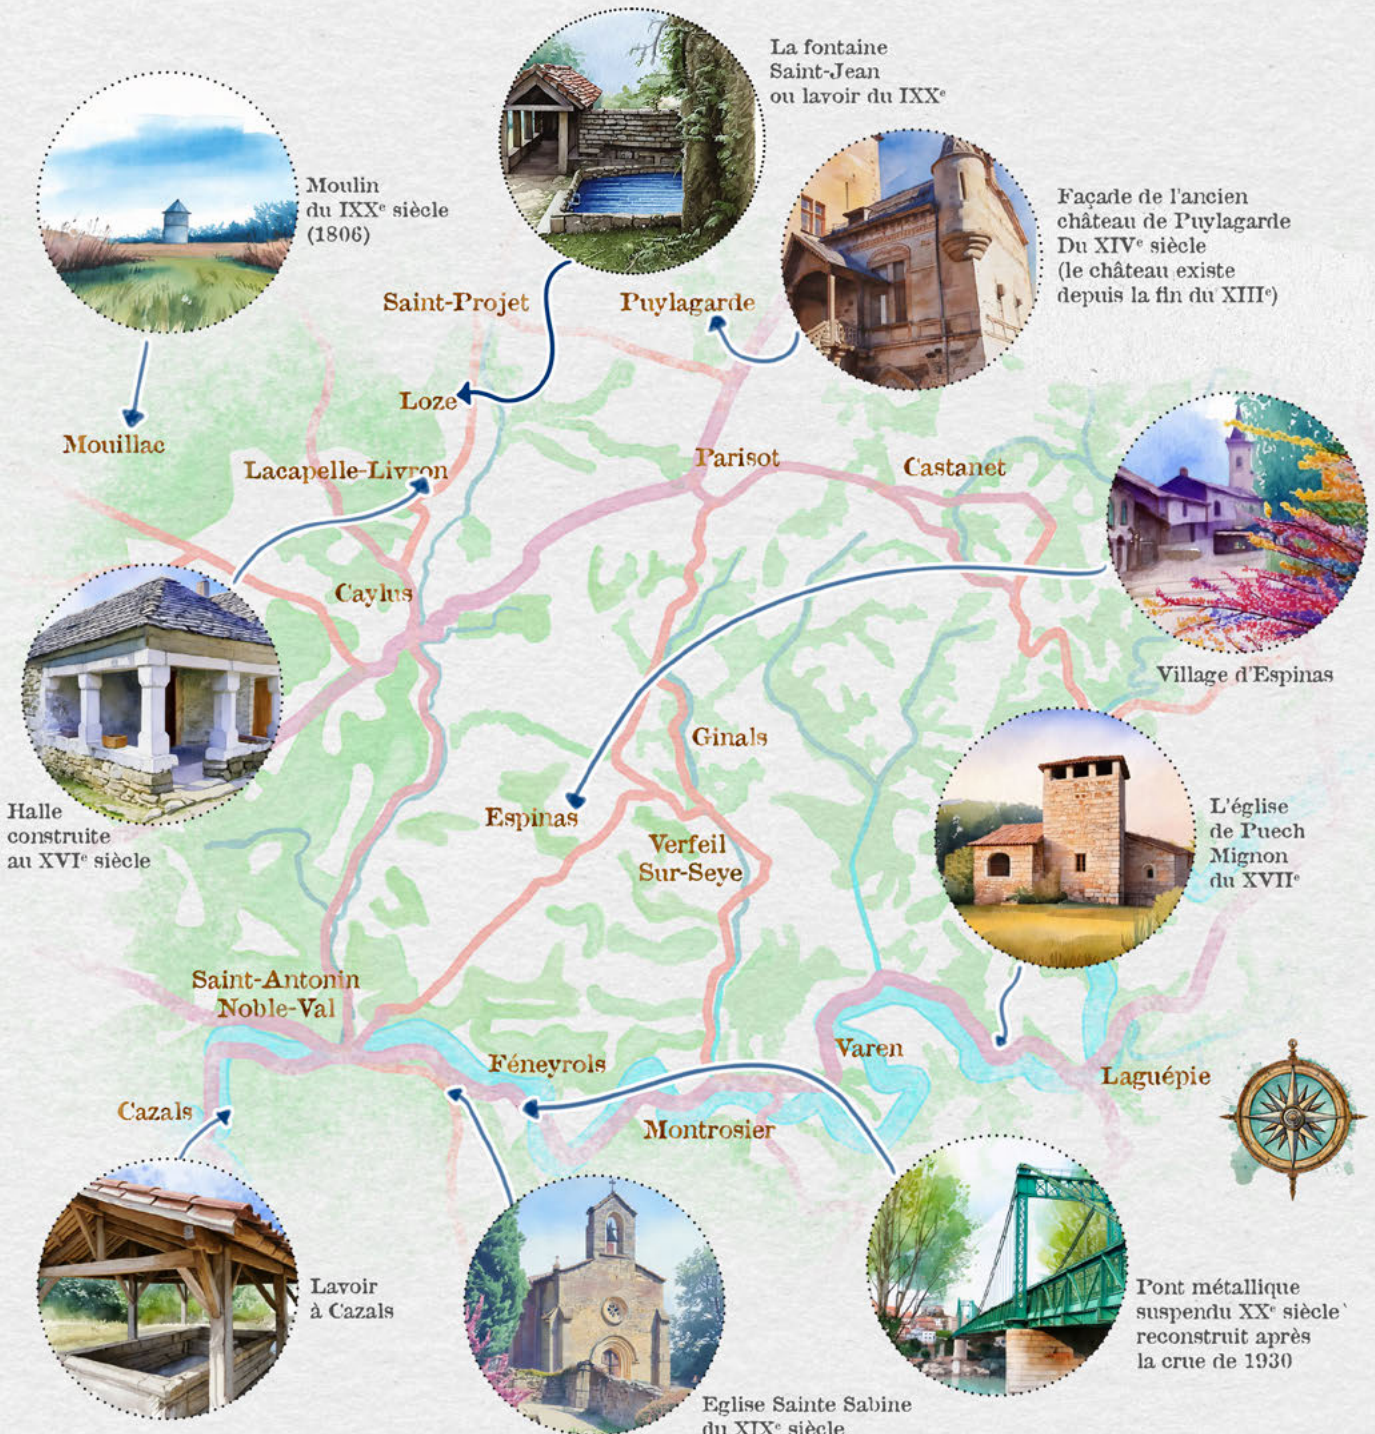 La fontaine
Saint-Jean
ou lavoir du IXXᵉ
Moulin
du IXXᵉ siècle
(1806)
Façade de l'ancien
château de Puylagarde
Du XIVᵉ siècle
(le château existe
depuis la fin du XIIIᵉ)
Saint-Projet
Puylagarde
Loze
Mouillac
Lacapelle-Livron
Parisot
Castanet
Caylus
Village d'Espinas
Ginals
Halle
construite
au XVIᵉ siècle
Espinas
Verfeil
Sur-Seye
L'église
de Puech
Mignon
du XVIIᵉ
Saint-Antonin
Noble-Val
Féneyrols
Varen
Laguépie
Cazals
Montrosier
Lavoir
à Cazals
Pont métallique
suspendu XXᵉ siècle
reconstruit après
la crue de 1930
Eglise Sainte Sabine
du XIXᵉ siècle